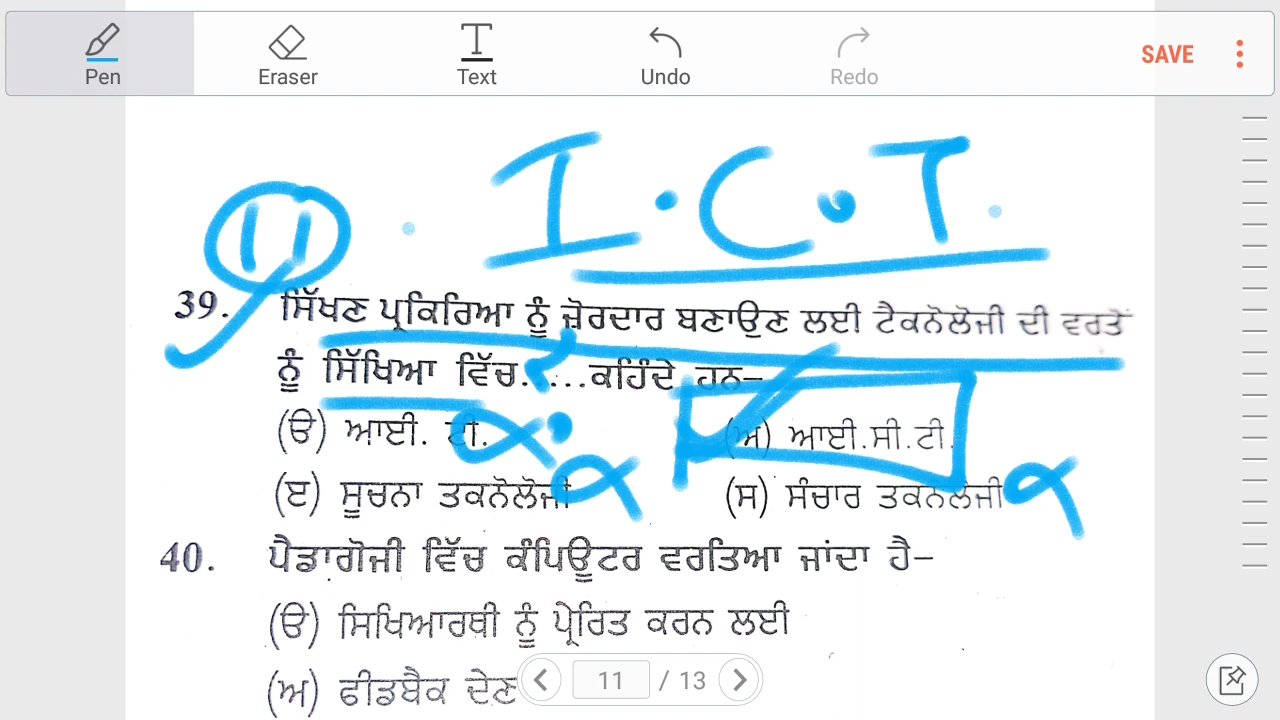 Pen Eraser Text Undo Redo SAVE
I.C.T.
11
39. ਸਿੱਖਣ ਪ੍ਰਕਿਰਿਆ ਨੂੰ ਜ਼ੋਰਦਾਰ ਬਣਾਉਣ ਲਈ ਟੈਕਨੋਲੋਜੀ ਦੀ ਵਰਤੋਂ
ਨੂੰ ਸਿੱਖਿਆ ਵਿੱਚ.....ਕਹਿੰਦੇ ਹਨ–
(ੳ) ਆਈ. ਟੀ. (ਅ) ਆਈ.ਸੀ.ਟੀ.
(ੲ) ਸੂਚਨਾ ਤਕਨੋਲੋਜੀ (ਸ) ਸੰਚਾਰ ਤਕਨੋਲੋਜੀ
40. ਪੈਡਾਗੋਜੀ ਵਿੱਚ ਕੰਪਿਊਟਰ ਵਰਤਿਆ ਜਾਂਦਾ ਹੈ–
(ੳ) ਸਿਖਿਆਰਥੀ ਨੂੰ ਪ੍ਰੇਰਿਤ ਕਰਨ ਲਈ
(ਅ) ਫੀਡਬੈਕ ਦੇਣ
11 / 13